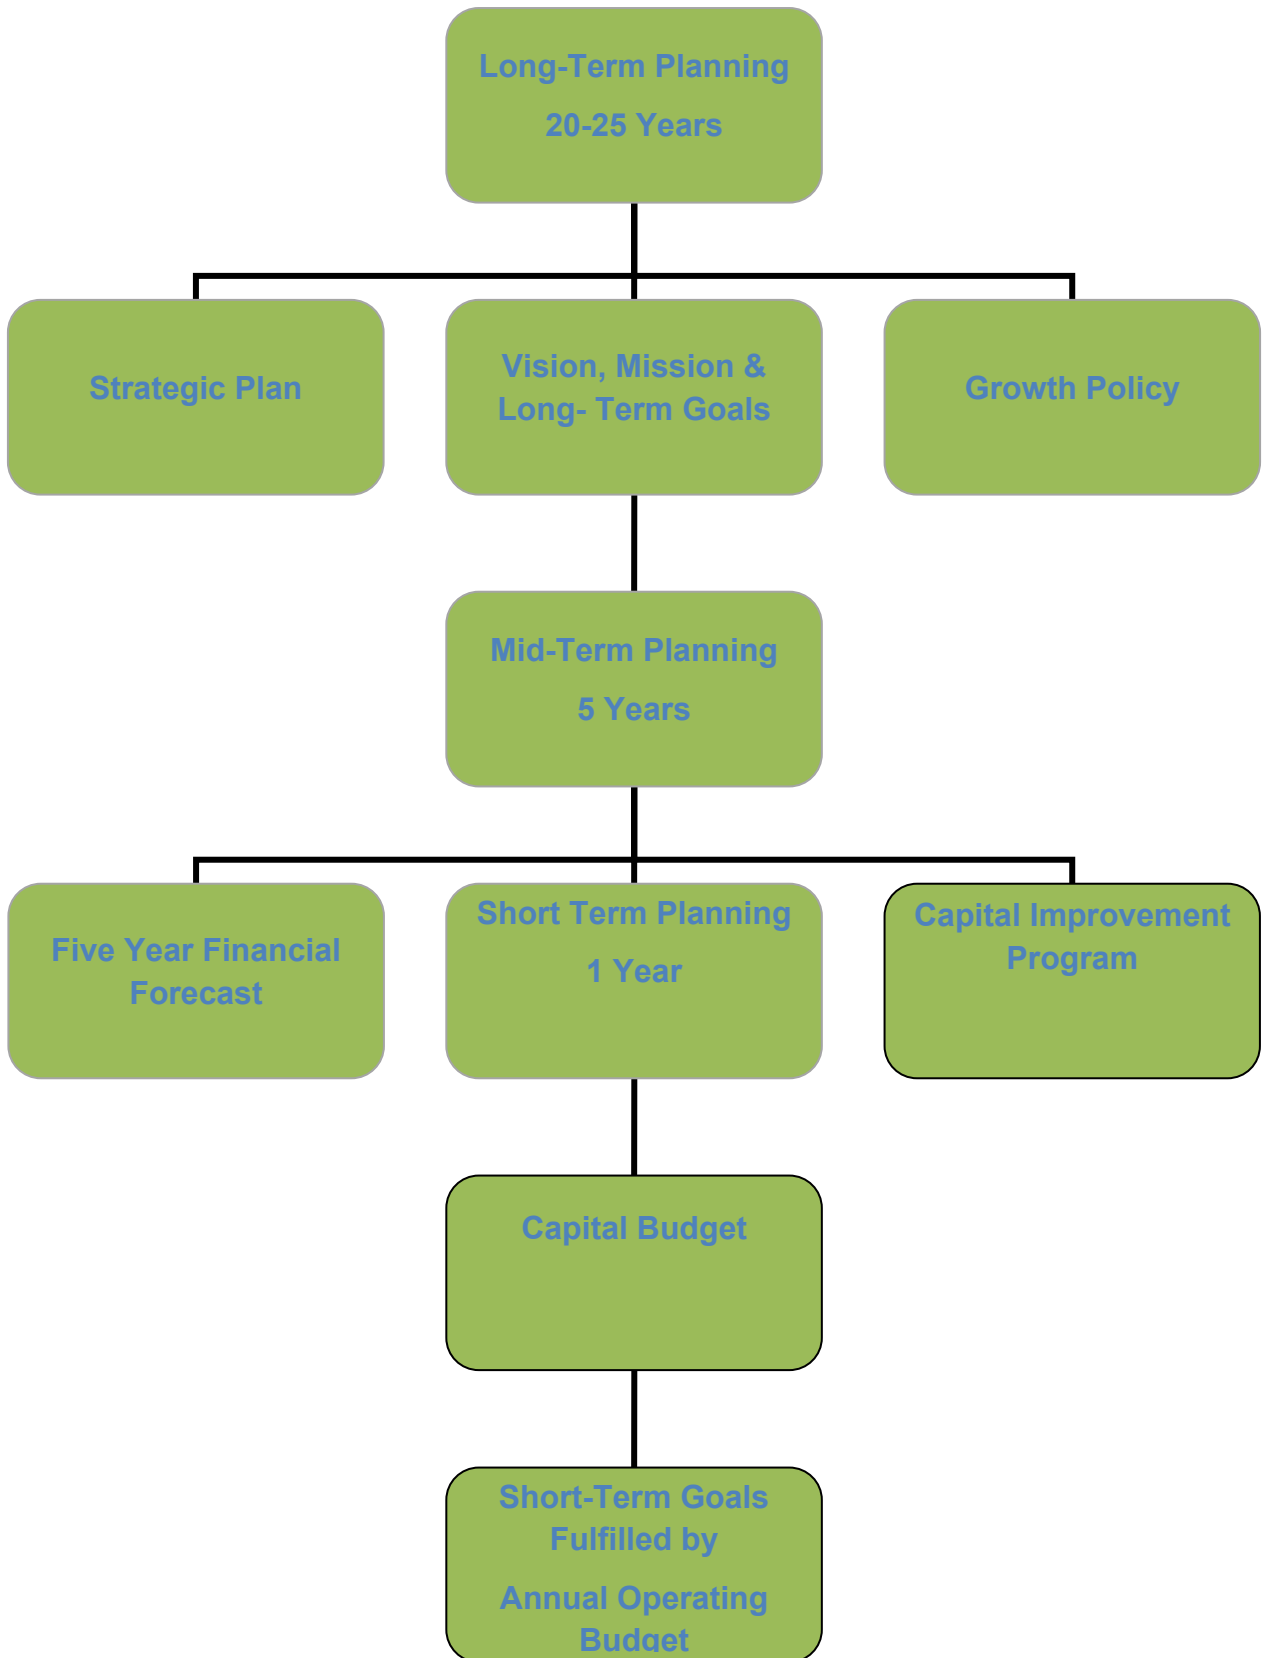 Long-Term Planning
20-25 Years
Strategic Plan
Vision, Mission &
Long- Term Goals
Growth Policy
Mid-Term Planning
5 Years
Five Year Financial
Forecast
Short Term Planning
1 Year
Capital Improvement
Program
Capital Budget
Short-Term Goals
Fulfilled by
Annual Operating
Budget